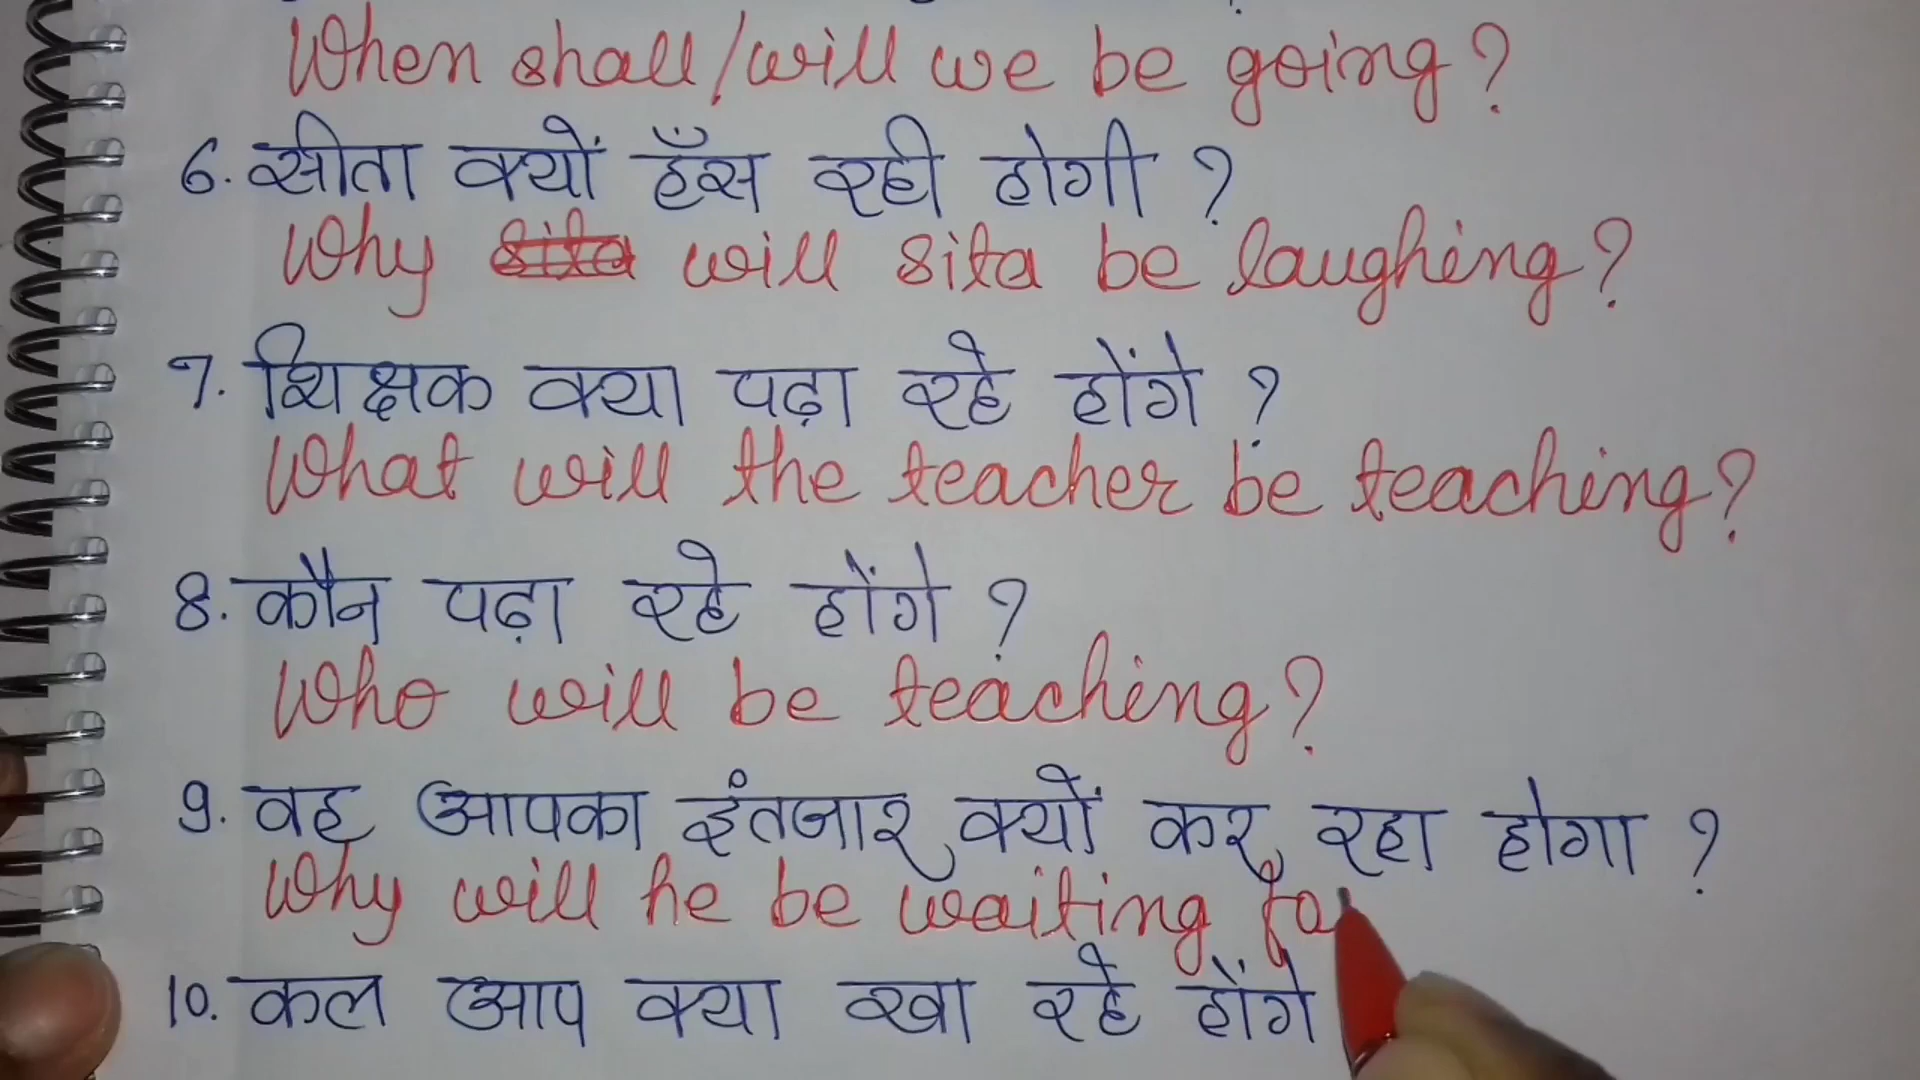 When shall/will we be going?
6. सीता क्यों हँस रही होगी ?
Why will sita be laughing?
7. शिक्षक क्या पढ़ा रहे होंगे ?
What will the teacher be teaching?
8. कौन पढ़ा रहे होंगे ?
Who will be teaching?
9. वह आपका इंतजार क्यों कर रहा होगा ?
Why will he be waiting fo
10. कल आप क्या खा रहे होंगे